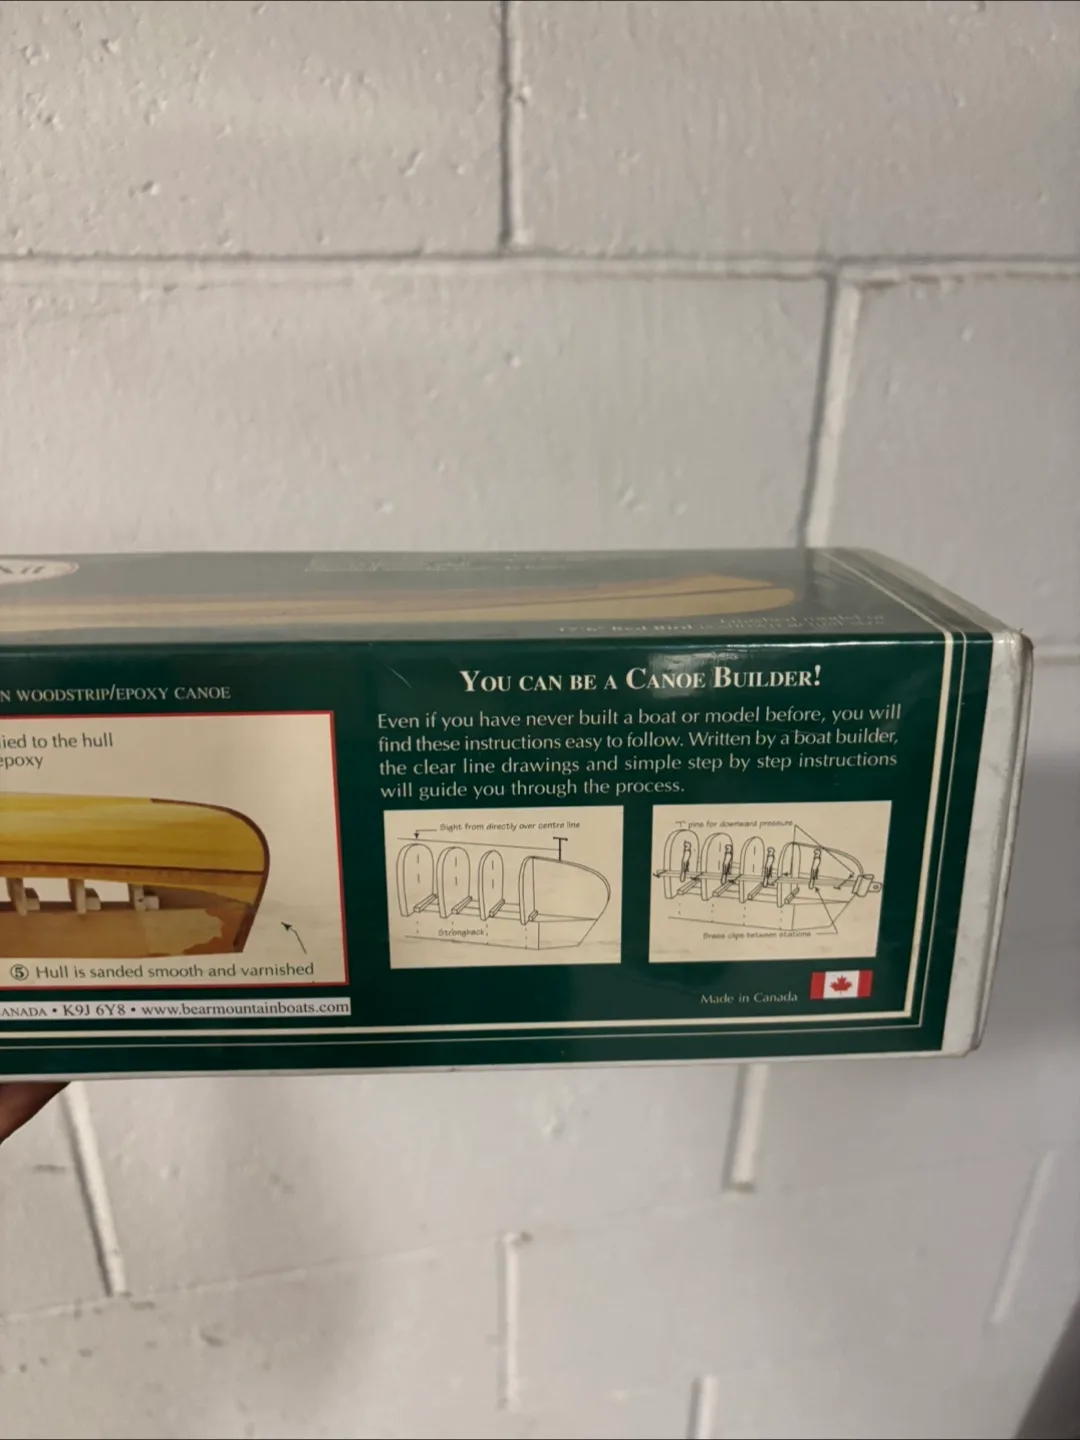 N WOODSTRIP/EPOXY CANOE
ied to the hull
epoxy
⑤ Hull is sanded smooth and varnished
ANADA • K9J 6Y8 • www.bearmountainboats.com
YOU CAN BE A CANOE BUILDER!
Even if you have never built a boat or model before, you will
find these instructions easy to follow. Written by a boat builder,
the clear line drawings and simple step by step instructions
will guide you through the process.
Sight from directly over centre line
Strongback
"T" pins for downward pressure
Brace clips between stations
Made in Canada